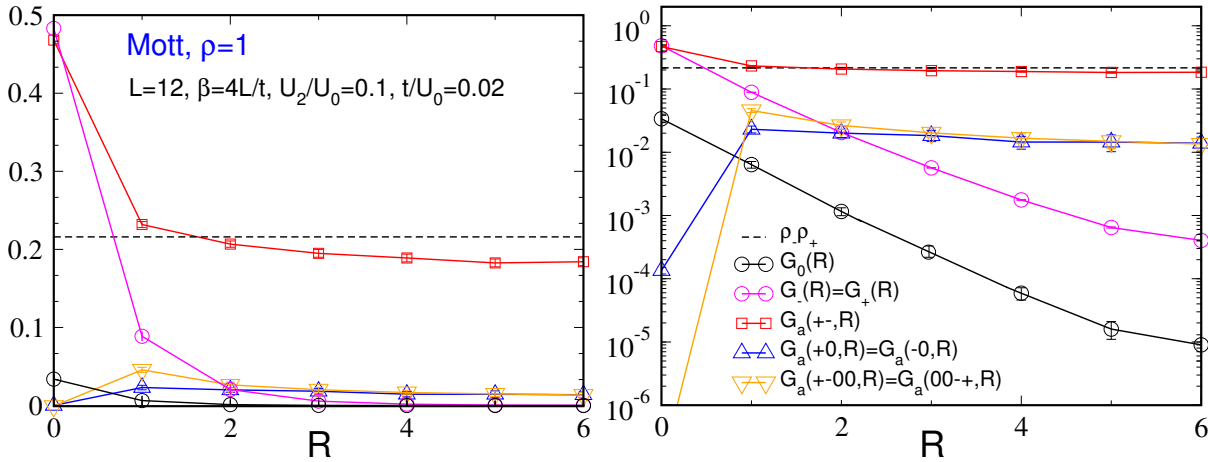 0.5
0.4
0.3
0.2
0.1
0
Mott, ρ=1
L=12, β=4L/t, U₂/U₀=0.1, t/U₀=0.02
0 2 4 6
R
10⁰
10⁻¹
10⁻²
10⁻³
10⁻⁴
10⁻⁵
10⁻⁶
ρ₋ρ₊
G₀(R)
G₋(R)=G₊(R)
Gₐ(+-,R)
Gₐ(+0,R)=Gₐ(-0,R)
Gₐ(+-00,R)=Gₐ(00-+,R)
0 2 4 6
R